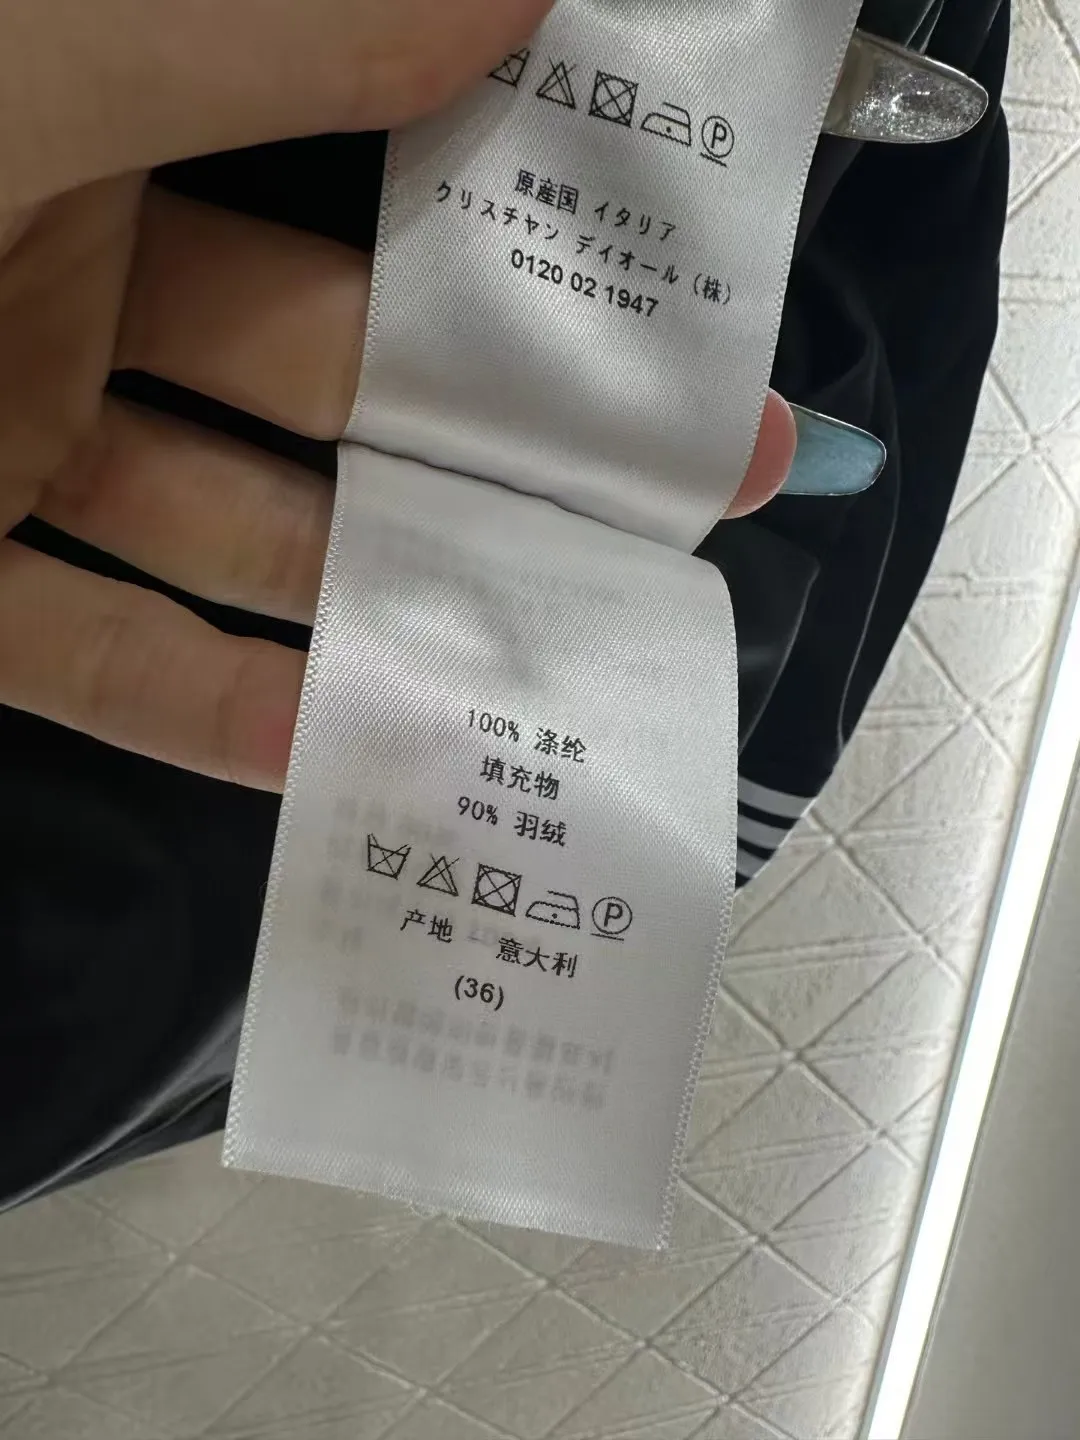 原産国 イタリア
クリスチャン デイオール (株)
0120 02 1947
100% 涤纶
填充物
90% 羽绒
产地 - 意大利
(36)